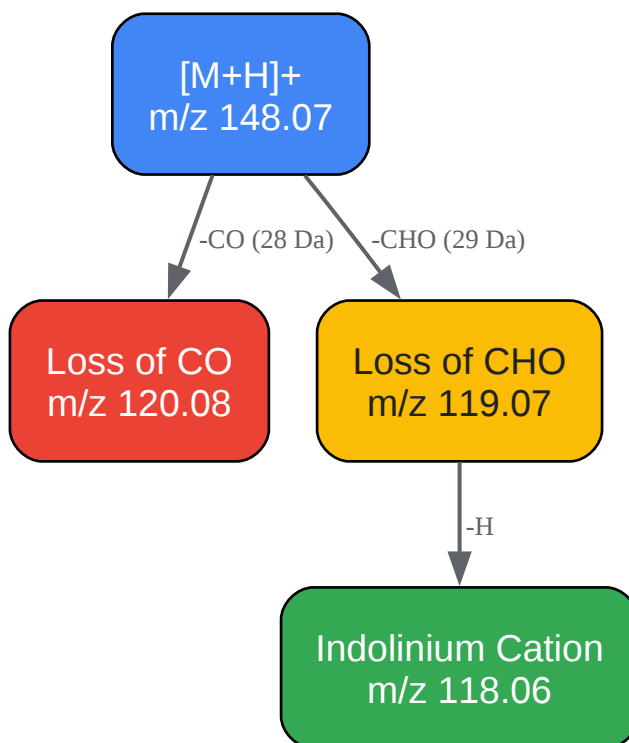 [M+H]+
m/z 148.07
-CO (28 Da)
-CHO (29 Da)
Loss of CO
m/z 120.08
Loss of CHO
m/z 119.07
-H
Indolinium Cation
m/z 118.06